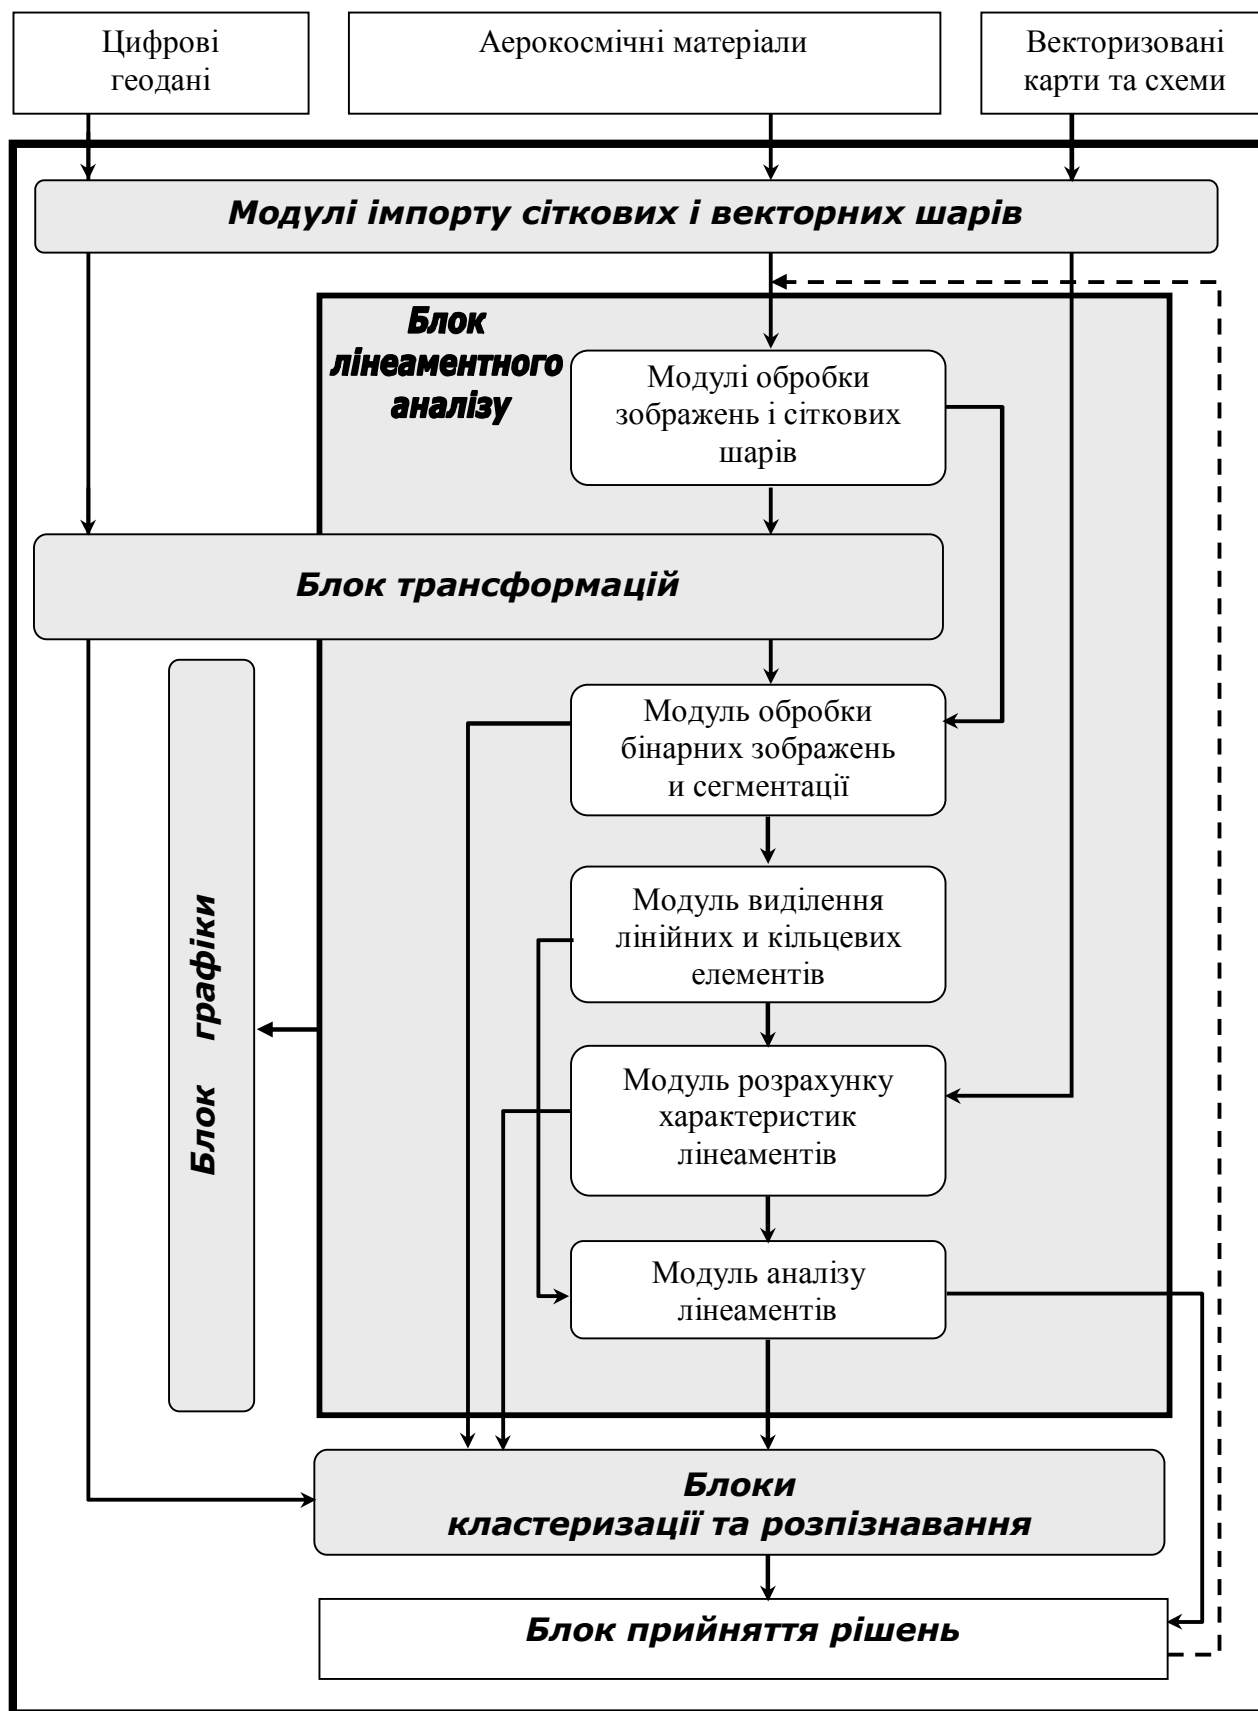 Цифрові
геодані
Аерокосмічні матеріали
Векторизовані
карти та схеми
Модулі імпорту сіткових і векторних шарів
Блок
лінеаментного
аналізу
Модулі обробки
зображень і сіткових
шарів
Блок трансформацій
Модуль обробки
бінарних зображень
и сегментації
Модуль виділення
лінійних и кільцевих
елементів
Блок графіки
Модуль розрахунку
характеристик
лінеаментів
Модуль аналізу
лінеаментів
Блоки
кластеризації та розпізнавання
Блок прийняття рішень